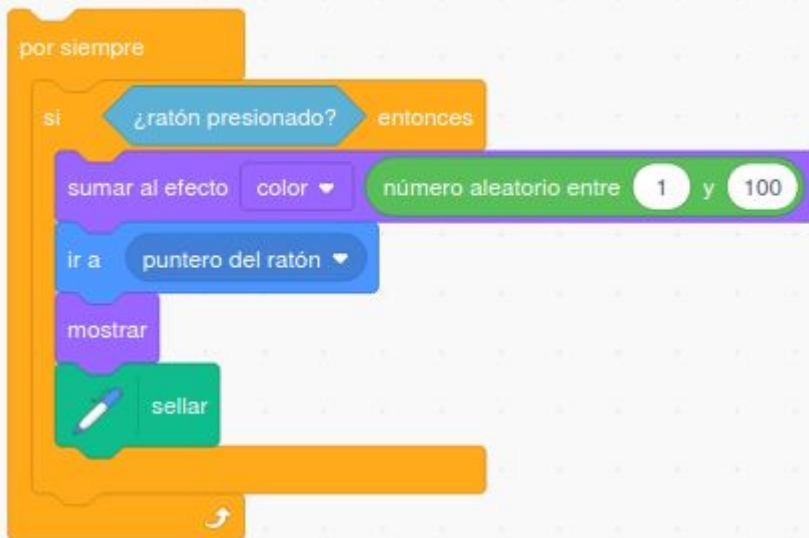 por siempre
si ¿ratón presionado? entonces
sumar al efecto color número aleatorio entre 1 y 100
ir a puntero del ratón
mostrar
sellar